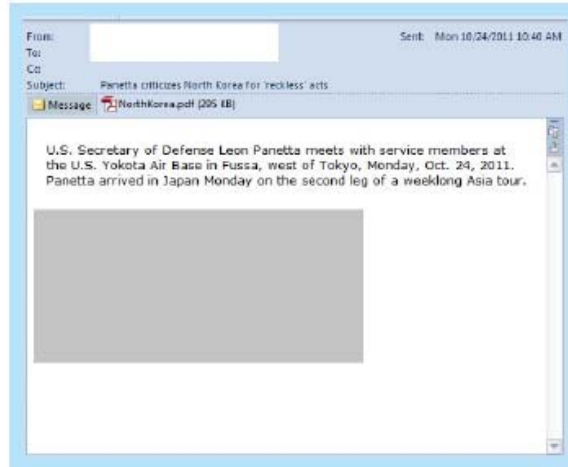 From:
Sent: Mon 10/24/2011 10:40 AM
To:
Cc:
Subject: Panetta criticizes North Korea for 'reckless' acts
Message NorthKorea.pdf (295 KB)
U.S. Secretary of Defense Leon Panetta meets with service members at
the U.S. Yokota Air Base in Fussa, west of Tokyo, Monday, Oct. 24, 2011.
Panetta arrived in Japan Monday on the second leg of a weeklong Asia tour.